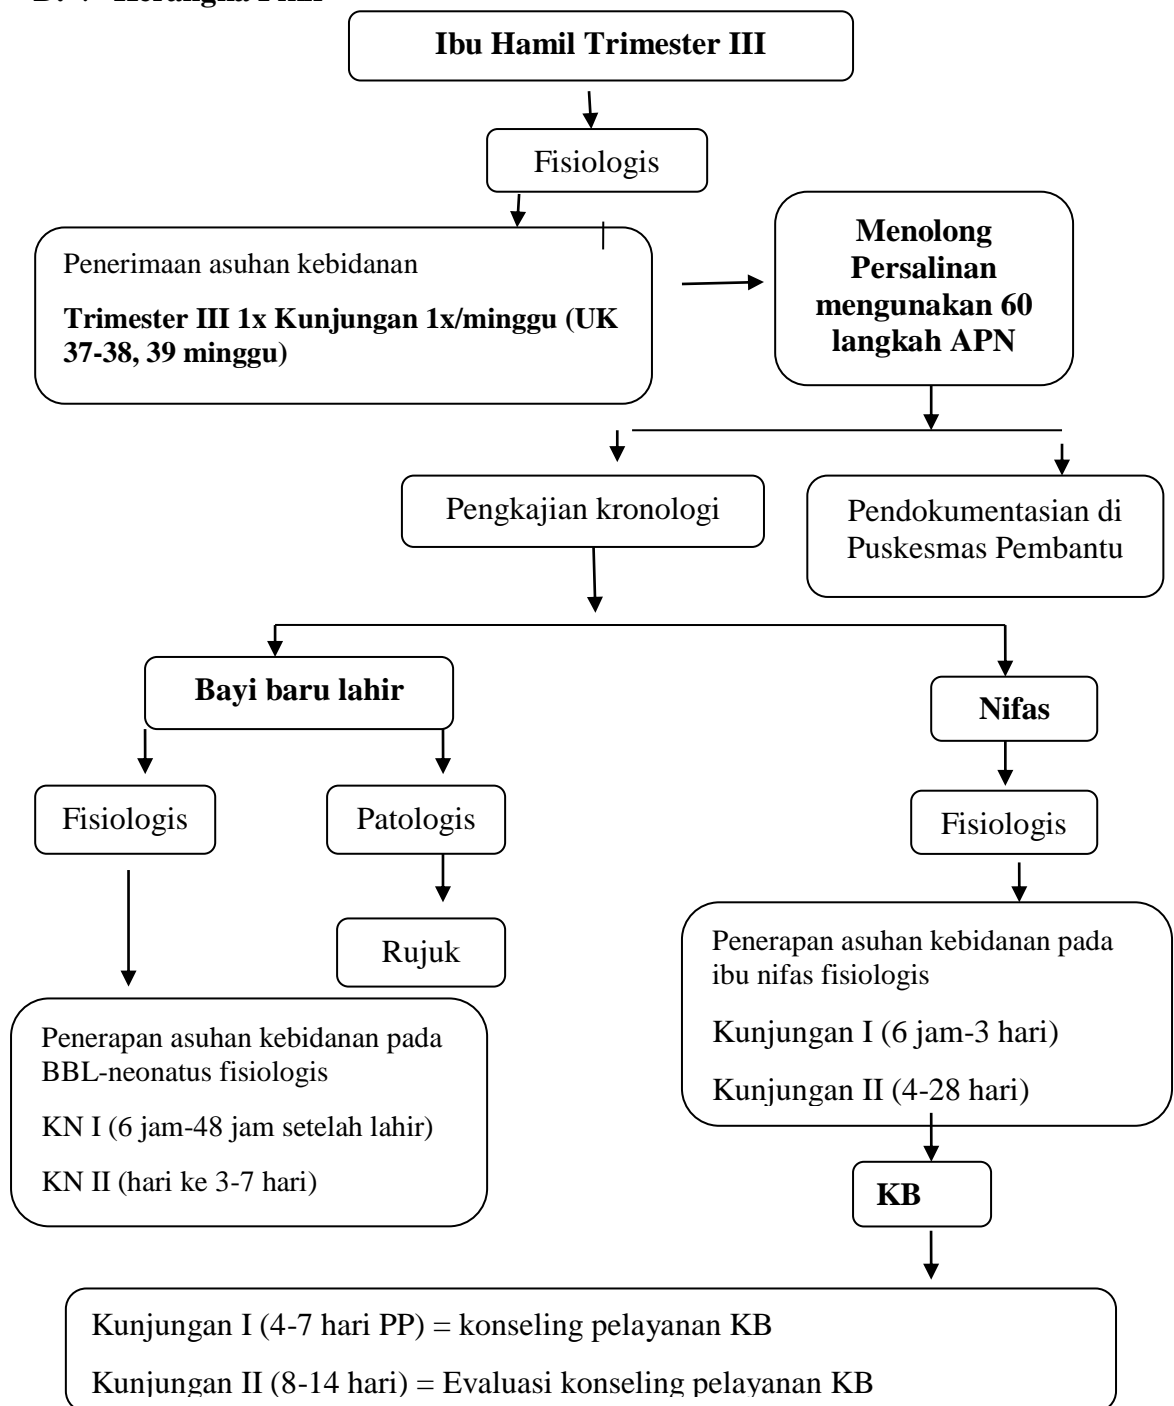 Ibu Hamil Trimester III
Fisiologis
Penerimaan asuhan kebidanan
Trimester III 1x Kunjungan 1x/minggu (UK
37-38, 39 minggu)
Menolong
Persalinan
mengunakan 60
langkah APN
Pengkajian kronologi
Pendokumentasian di
Puskesmas Pembantu
Bayi baru lahir
Nifas
Fisiologis
Patologis
Fisiologis
Rujuk
Penerapan asuhan kebidanan pada
ibu nifas fisiologis
Kunjungan I (6 jam-3 hari)
Kunjungan II (4-28 hari)
Penerapan asuhan kebidanan pada
BBL-neonatus fisiologis
KN I (6 jam-48 jam setelah lahir)
KN II (hari ke 3-7 hari)
KB
Kunjungan I (4-7 hari PP) = konseling pelayanan KB
Kunjungan II (8-14 hari) = Evaluasi konseling pelayanan KB